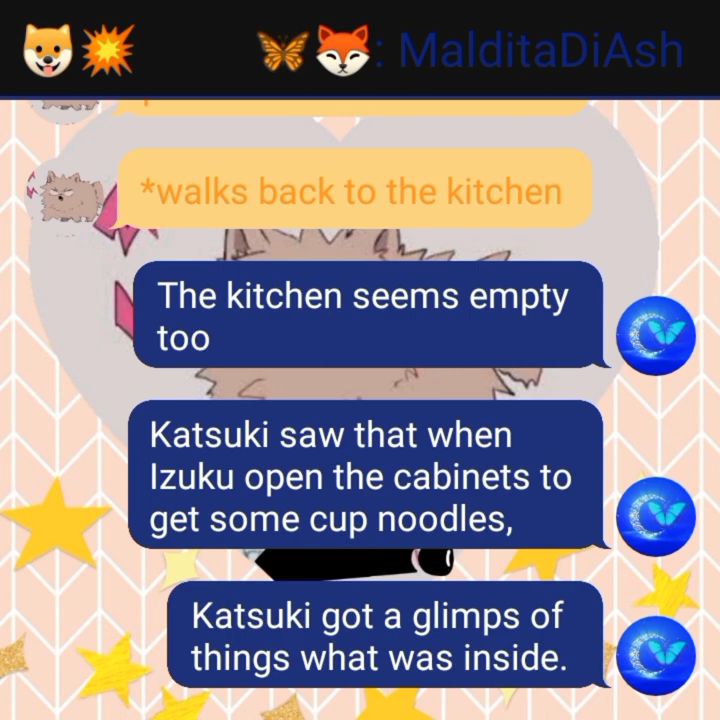 : MalditaDiAsh
*walks back to the kitchen
The kitchen seems empty
too
Katsuki saw that when
Izuku open the cabinets to
get some cup noodles,
Katsuki got a glimps of
things what was inside.